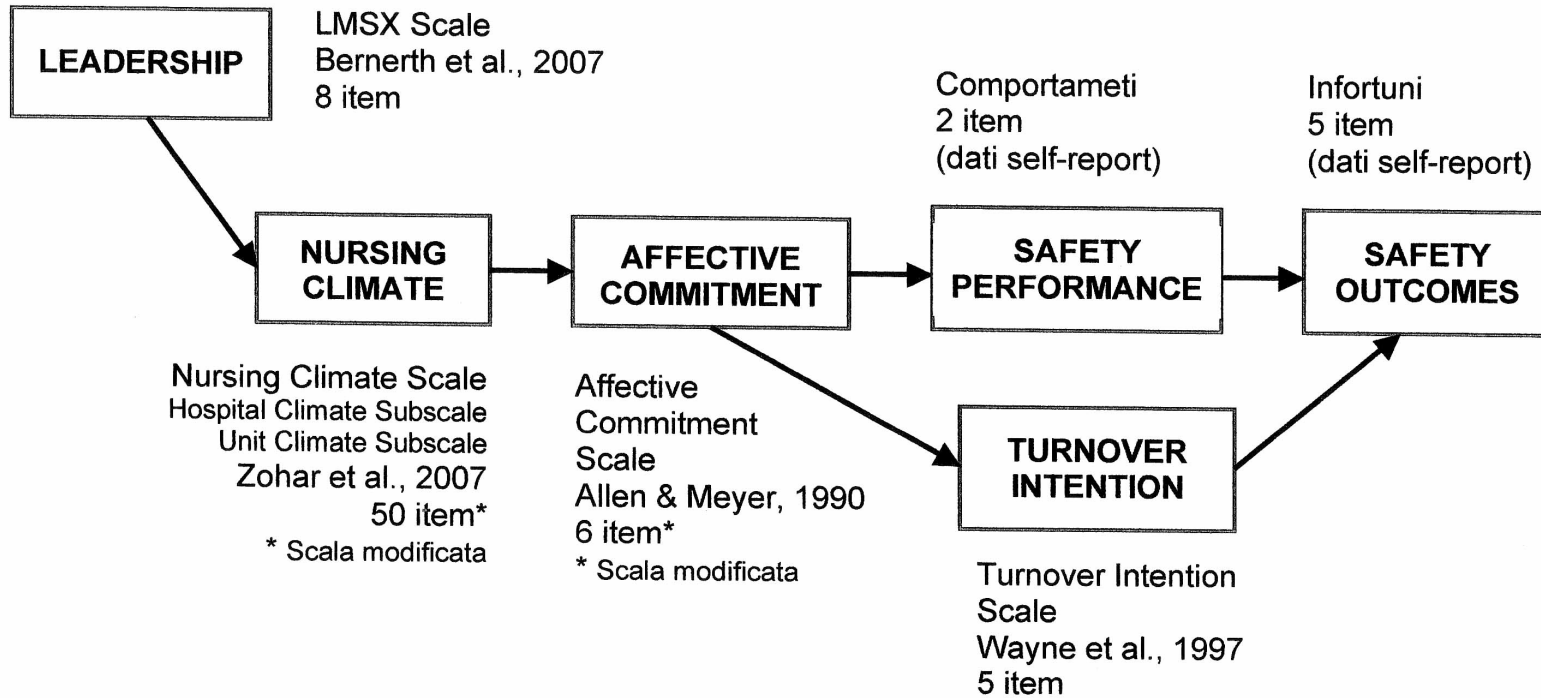 LEADERSHIP
LMSX Scale
Bernerth et al., 2007
8 item
Comportameti
2 item
(dati self-report)
Infortuni
5 item
(dati self-report)
NURSING
CLIMATE
AFFECTIVE
COMMITMENT
SAFETY
PERFORMANCE
SAFETY
OUTCOMES
Nursing Climate Scale
Hospital Climate Subscale
Unit Climate Subscale
Zohar et al., 2007
50 item*
* Scala modificata
Affective
Commitment
Scale
Allen & Meyer, 1990
6 item*
* Scala modificata
TURNOVER
INTENTION
Turnover Intention
Scale
Wayne et al., 1997
5 item